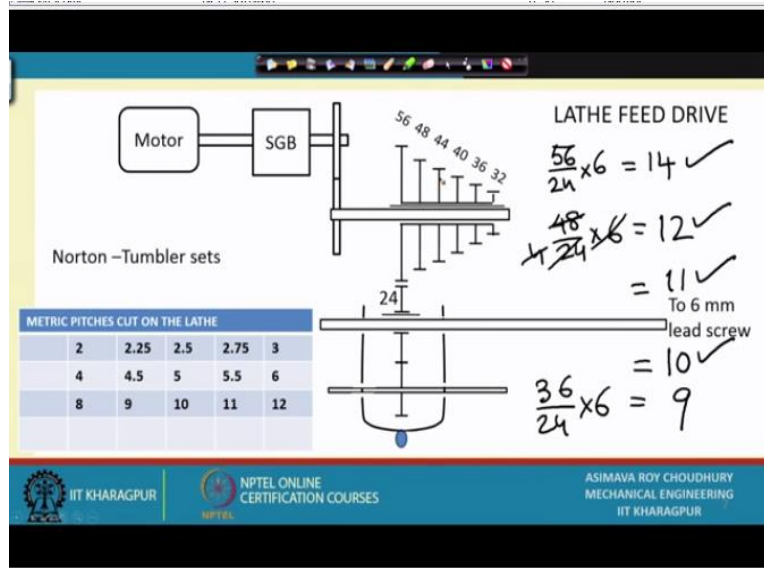 LATHE FEED DRIVE
Motor
SGB
56 48 44 40 36 32
56/24 x6 = 14 ✓
48/24 x6 = 12 ✓
4
= 11 ✓
Norton –Tumbler sets
24
To 6 mm
lead screw
= 10 ✓
36/24 x6 = 9
METRIC PITCHES CUT ON THE LATHE
2 2.25 2.5 2.75 3
4 4.5 5 5.5 6
8 9 10 11 12
IIT KHARAGPUR
NPTEL
NPTEL ONLINE
CERTIFICATION COURSES
ASIMAVA ROY CHOUDHURY
MECHANICAL ENGINEERING
IIT KHARAGPUR